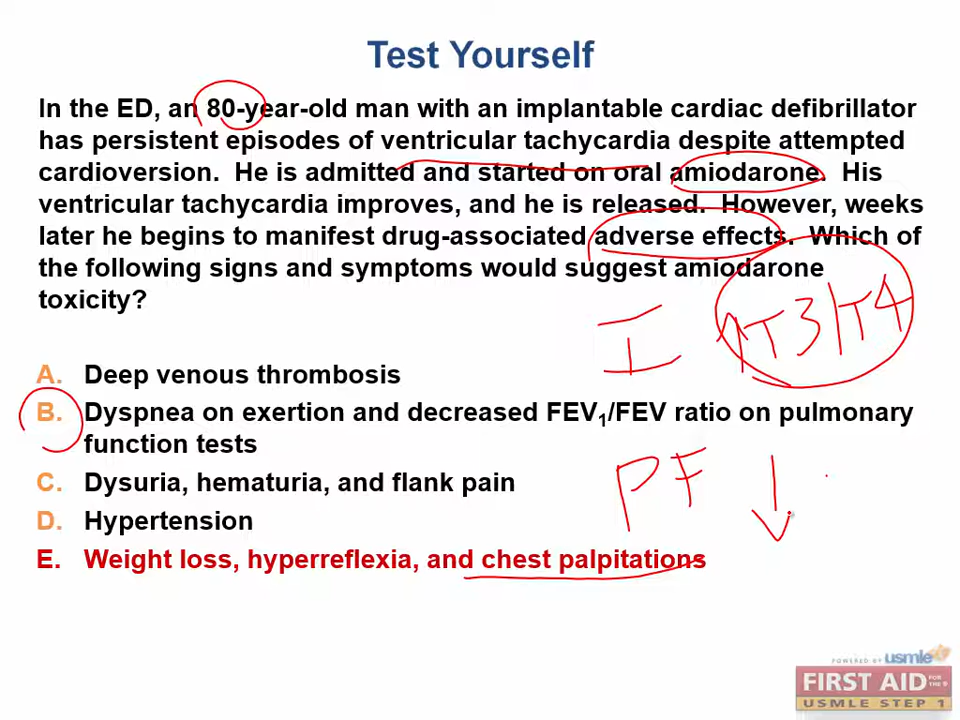 Test Yourself
In the ED, an 80-year-old man with an implantable cardiac defibrillator
has persistent episodes of ventricular tachycardia despite attempted
cardioversion. He is admitted and started on oral amiodarone. His
ventricular tachycardia improves, and he is released. However, weeks
later he begins to manifest drug-associated adverse effects. Which of
the following signs and symptoms would suggest amiodarone
toxicity?
I ↑T3/T4
A. Deep venous thrombosis
B. Dyspnea on exertion and decreased FEV1/FEV ratio on pulmonary
function tests
C. Dysuria, hematuria, and flank pain
PF ↓
D. Hypertension
E. Weight loss, hyperreflexia, and chest palpitations
POWERED BY usmle
FIRST AID FOR THE
USMLE STEP 1